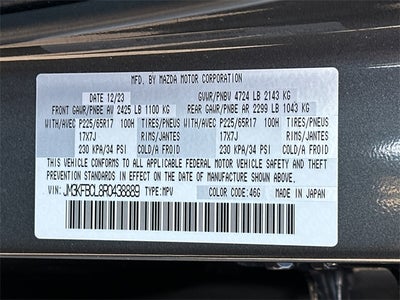 MFD. BY MAZDA MOTOR CORPORATION
DATE 12/23 GVWR/PNBV 4724 LB 2143 KG
FRONT GAWR/PNBE AV 2425 LB 1100 KG REAR GAWR/PNBE AR 2299 LB 1043 KG
WITH/AVEC P225/65R17 100H TIRES/PNEUS WITH/AVEC P225/65R17 100H TIRES/PNEUS
17X7J RIMS/JANTES 17X7J RIMS/JANTES
230 KPA/34 PSI COLD/A FROID 230 KPA/34 PSI COLD/A FROID
THIS VEHICLE CONFORMS TO ALL APPLICABLE FEDERAL MOTOR VEHICLE SAFETY AND THEFT
PREVENTION STANDARDS IN EFFECT ON THE DATE OF MANUFACTURE SHOWN ABOVE.
VIN: JM3KFBCL8R0438889 TYPE: MPV COLOR: 46G MADE IN JAPAN